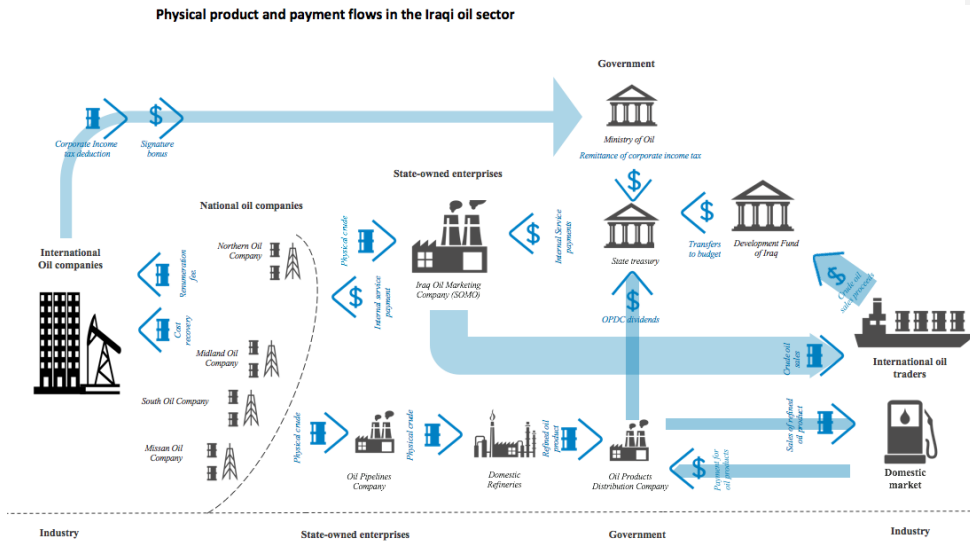 Physical product and payment flows in the Iraqi oil sector
Government
Ministry of Oil
Corporate Income
tax deduction
Signature
bonus
Remittance of corporate income tax
State-owned enterprises
National oil companies
Physical crude
Internal Service
payments
State treasury
Transfers
to budget
Development Fund
of Iraq
International
Oil companies
Northern Oil
Company
Remuneration
fee
Iraq Oil Marketing
Company (SOMO)
Internal service
payment
Crude oil
sales proceeds
OPDC dividends
Cost
recovery
Midland Oil
Company
Crude oil
sales
International oil
traders
South Oil Company
Missan Oil
Company
Physical crude
Oil Pipelines
Company
Physical crude
Domestic
Refineries
Refined oil
product
Oil Products
Distribution Company
Sales of refined
oil product
Payment for
oil products
Domestic
market
Industry
State-owned enterprises
Government
Industry